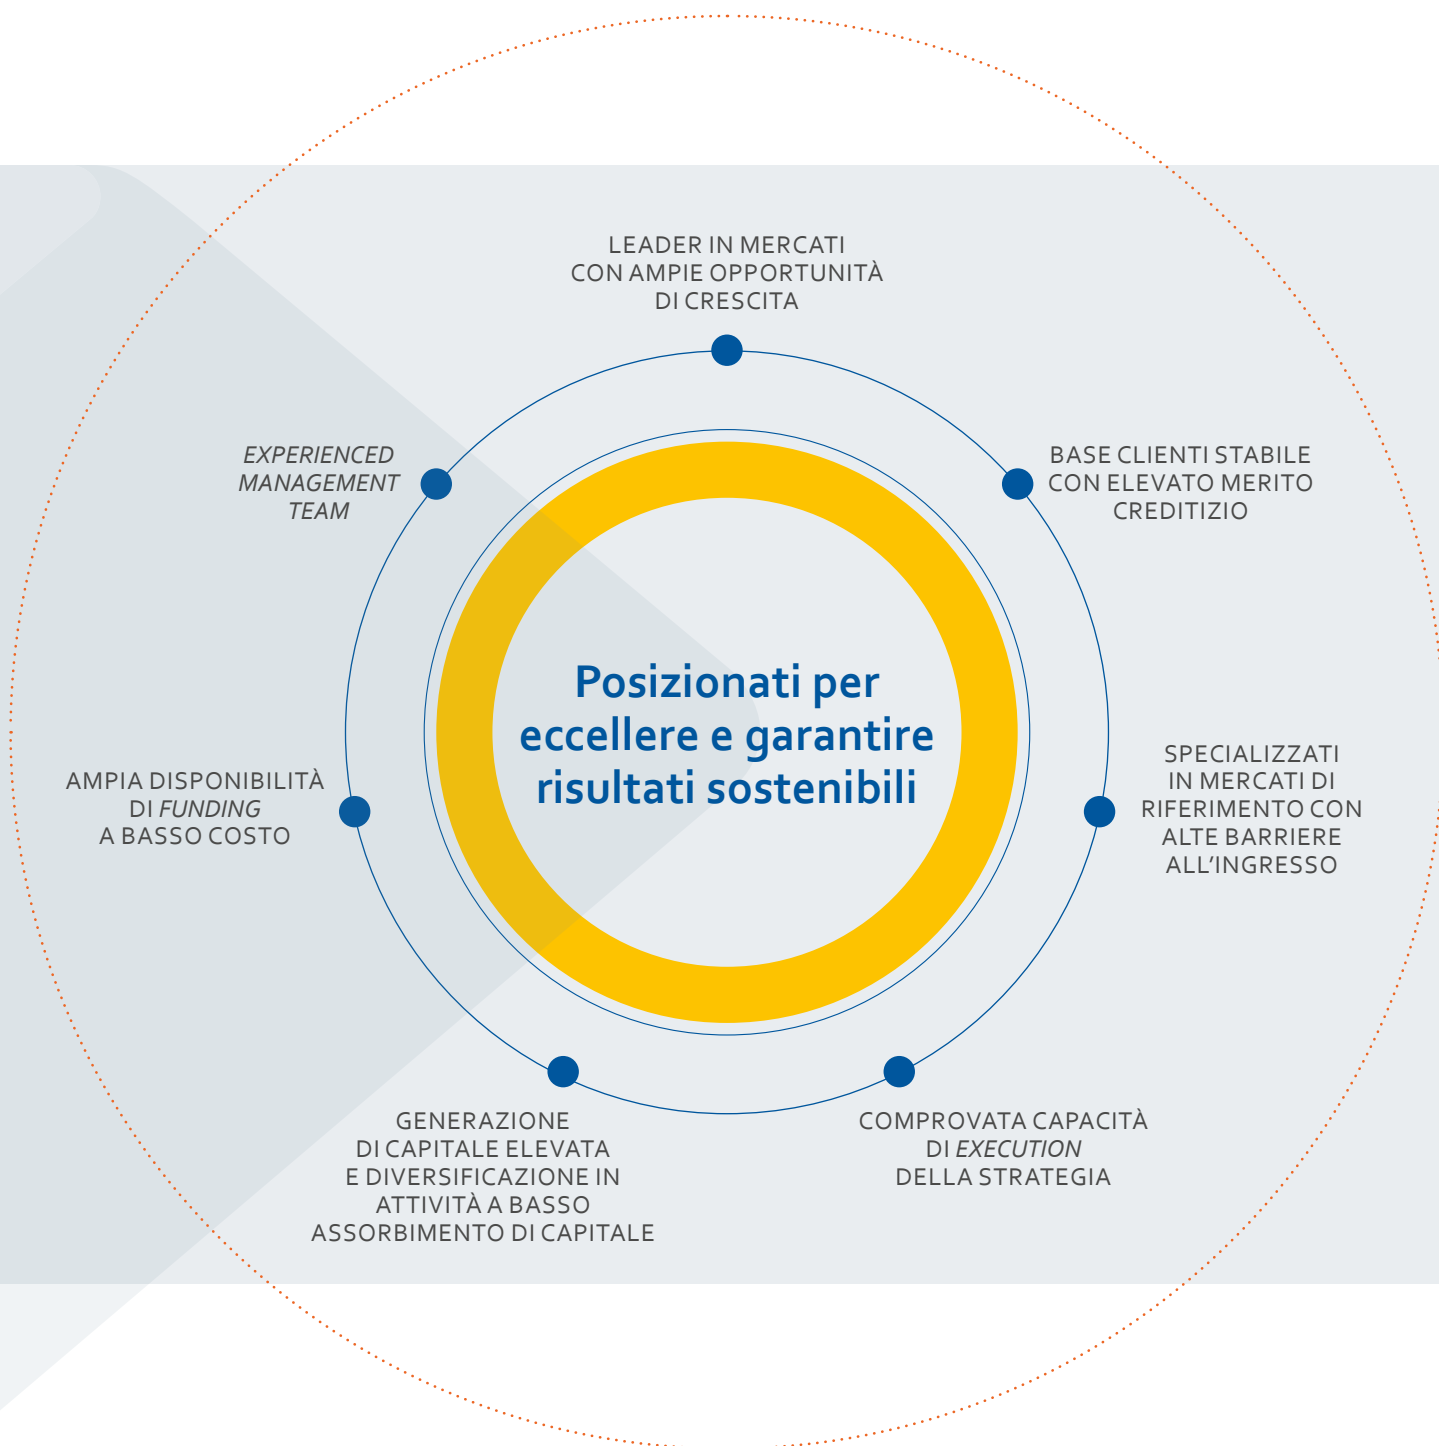 LEADER IN MERCATI
CON AMPIE OPPORTUNITÀ
DI CRESCITA
BASE CLIENTI STABILE
CON ELEVATO MERITO
CREDITIZIO
SPECIALIZZATI
IN MERCATI DI
RIFERIMENTO CON
ALTE BARRIERE
ALL'INGRESSO
COMPROVATA CAPACITÀ
DI EXECUTION
DELLA STRATEGIA
GENERAZIONE
DI CAPITALE ELEVATA
E DIVERSIFICAZIONE IN
ATTIVITÀ A BASSO
ASSORBIMENTO DI CAPITALE
AMPIA DISPONIBILITÀ
DI FUNDING
A BASSO COSTO
EXPERIENCED
MANAGEMENT
TEAM
Posizionati per
eccellere e garantire
risultati sostenibili